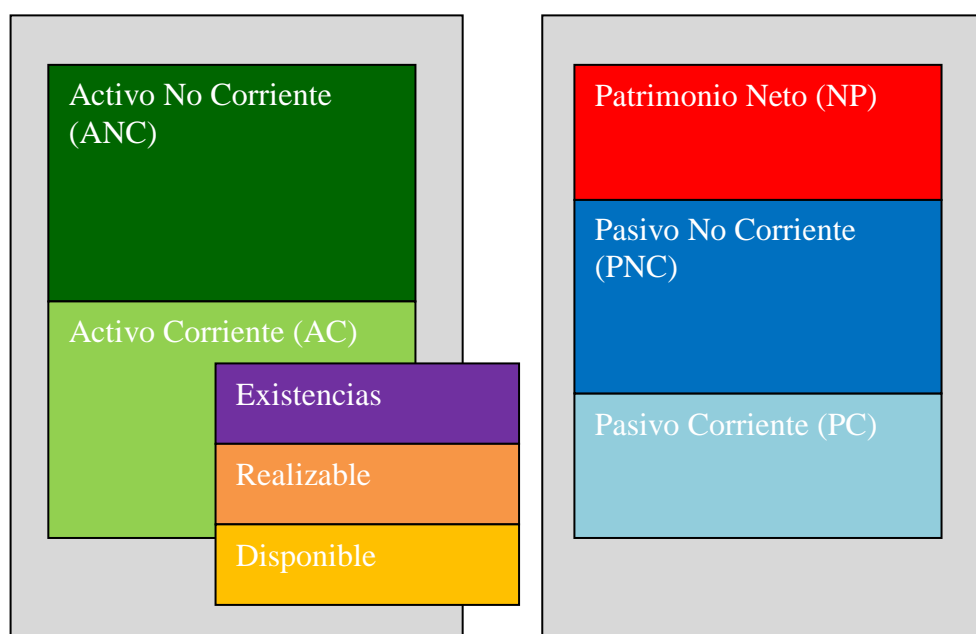 Activo No Corriente
(ANC)
Activo Corriente (AC)
Existencias
Realizable
Disponible
Patrimonio Neto (NP)
Pasivo No Corriente
(PNC)
Pasivo Corriente (PC)